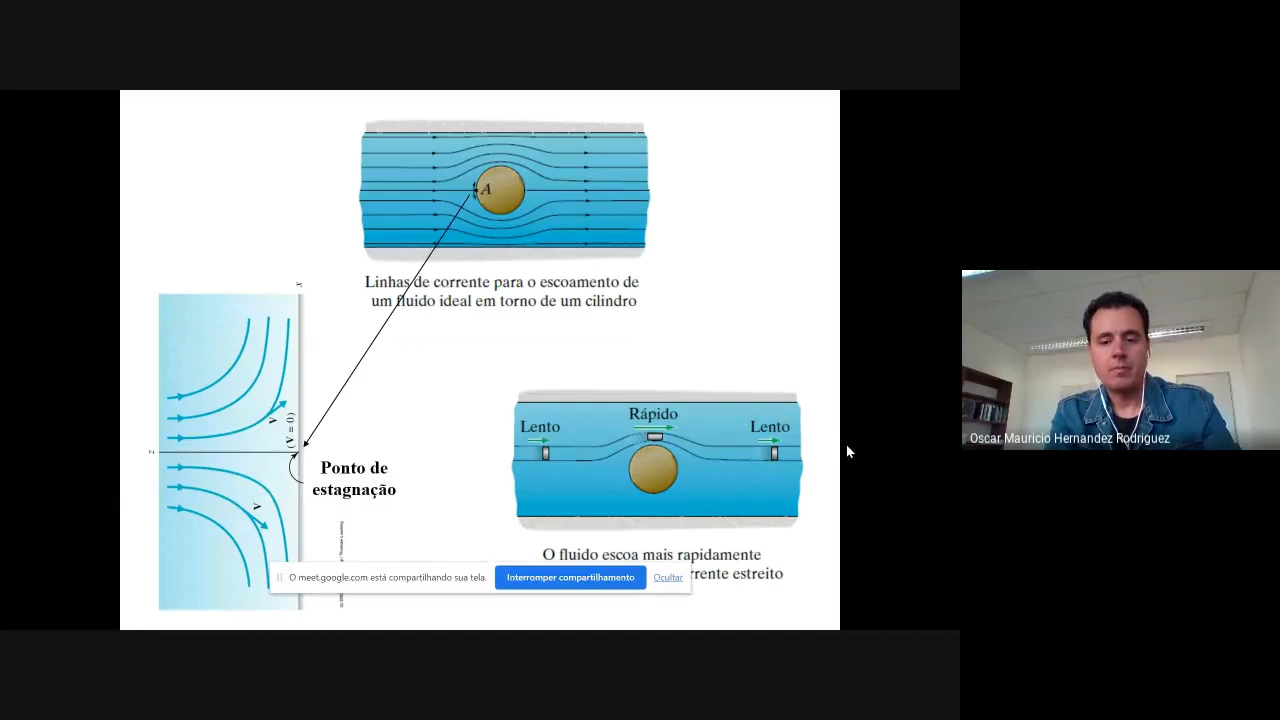 A
Linhas de corrente para o escoamento de
um fluido ideal em torno de um cilindro
x
z
V
(V = 0)
V
Ponto de
estagnação
Lento
Rápido
Lento
O fluido escoa mais rapidamente
rrente estreito
O meet.google.com está compartilhando sua tela.
Interromper compartilhamento
Ocultar
Oscar Mauricio Hernandez Rodriguez